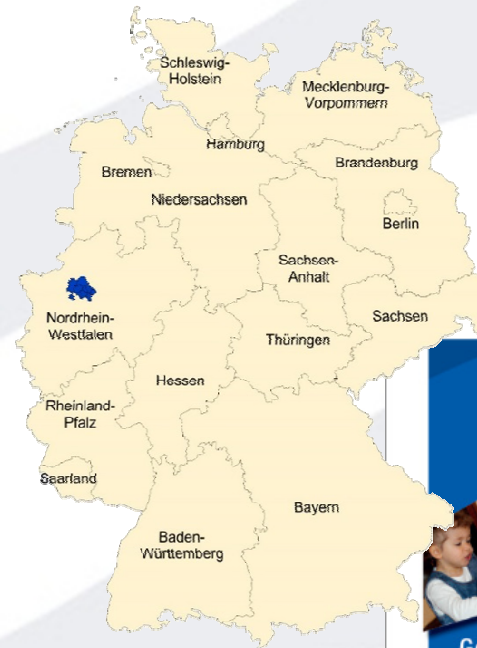 Schleswig-
Holstein
Mecklenburg-
Vorpommern
Hamburg
Bremen
Brandenburg
Niedersachsen
Berlin
Sachsen-
Anhalt
Nordrhein-
Westfalen
Sachsen
Thüringen
Hessen
Rheinland-
Pfalz
Saarland
Bayern
Baden-
Württemberg